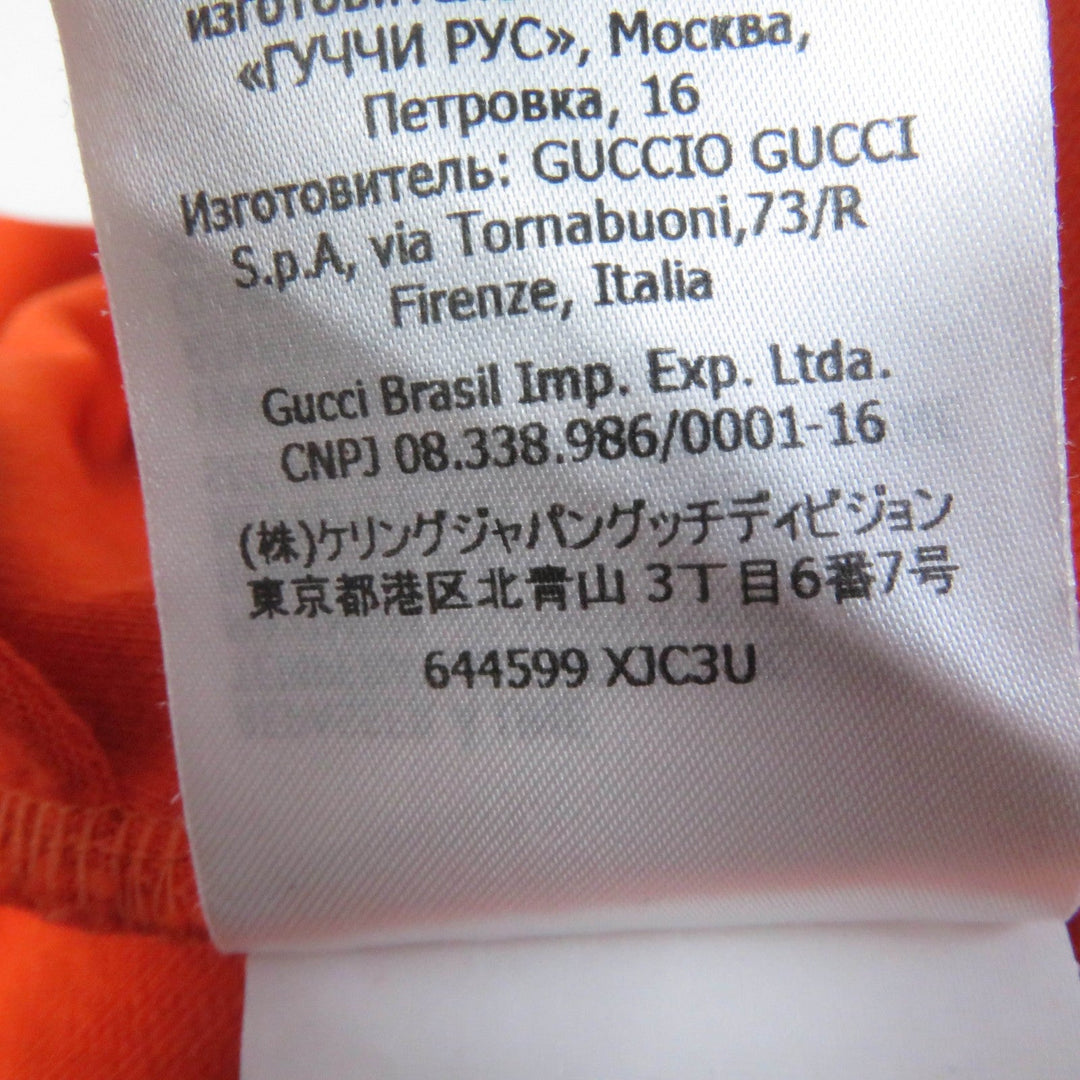 «ГУЧЧИ РУС», Москва,
Петровка, 16
Изготовитель: GUCCIO GUCCI
S.p.A, via Tornabuoni,73/R
Firenze, Italia
Gucci Brasil Imp. Exp. Ltda.
CNPJ 08.338.986/0001-16
(株)ケリングジャパングッチディビジョン
東京都港区北青山 3丁目6番7号
644599 XJC3U